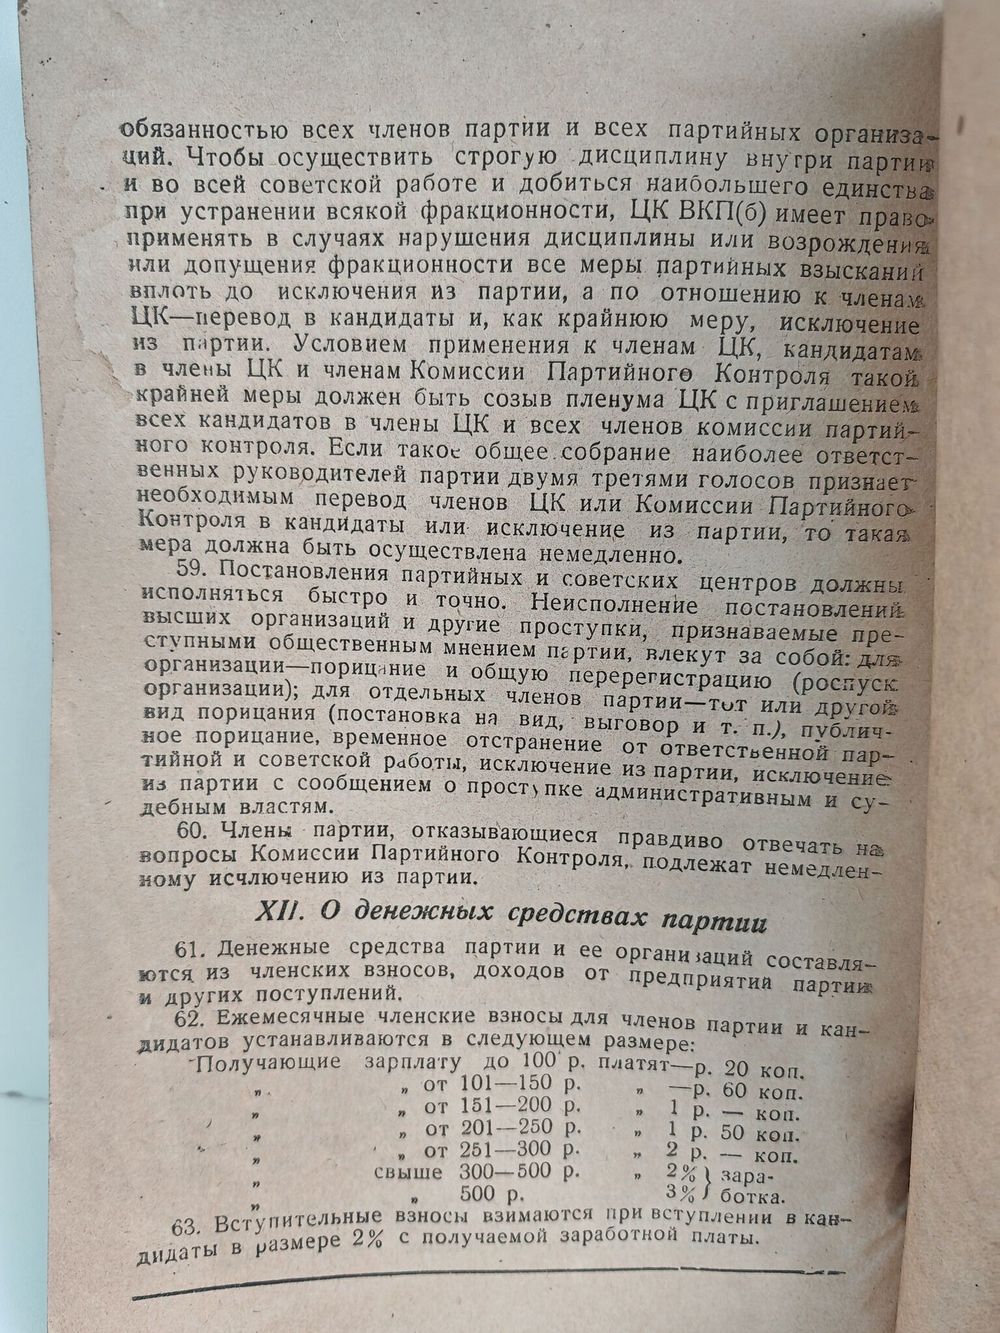 обязанностью всех членов партии и всех партийных организа-
ций. Чтобы осуществить строгую дисциплину внутри партии
и во всей советской работе и добиться наибольшего единства
при устранении всякой фракционности, ЦК ВКП(б) имеет право
применять в случаях нарушения дисциплины или возрождения
или допущения фракционности все меры партийных взысканий
вплоть до исключения из партии, а по отношению к членам
ЦК—перевод в кандидаты и, как крайнюю меру, исключение
из партии. Условием применения к членам ЦК, кандидатам
в члены ЦК и членам Комиссии Партийного Контроля такой
крайней меры должен быть созыв пленума ЦК с приглашением
всех кандидатов в члены ЦК и всех членов комиссии партий-
ного контроля. Если такое общее собрание наиболее ответст-
венных руководителей партии двумя третями голосов признает
необходимым перевод членов ЦК или Комиссии Партийного
Контроля в кандидаты или исключение из партии, то такая
мера должна быть осуществлена немедленно.
59. Постановления партийных и советских центров должны
исполняться быстро и точно. Неисполнение постановлений
высших организаций и другие проступки, признаваемые пре-
ступными общественным мнением партии, влекут за собой: для
организации—порицание и общую перерегистрацию (роспуск
организации); для отдельных членов партии—тот или другой
вид порицания (постановка на вид, выговор и т. п.), публич-
ное порицание, временное отстранение от ответственной пар-
тийной и советской работы, исключение из партии, исключение
из партии с сообщением о проступке административным и су-
дебным властям.
60. Члены партии, отказывающиеся правдиво отвечать на
вопросы Комиссии Партийного Контроля, подлежат немедлен-
ному исчлючению из партии.
XII. О денежных средствах партии
61. Денежные средства партии и ее организаций составля-
ются из членских взносов, доходов от предприятий партии
и других поступлений.
62. Ежемесячные членские взносы для членов партии и кан-
дидатов устанавливаются в следующем размере:
Получающие зарплату до 100 р. платят—р. 20 коп.
„ „ от 101—150 р. „ —р. 60 коп.
„ „ от 151—200 р. „ 1 р. — коп.
„ „ от 201—250 р. „ 1 р. 50 коп.
„ „ от 251—300 р. „ 2 р. — коп.
„ свыше 300—500 р. „ 2% } зара-
„ „ 500 р. 3% } ботка.
63. Вступительные взносы взимаются при вступлении в кан-
дидаты в размере 2% с получаемой заработной платы.